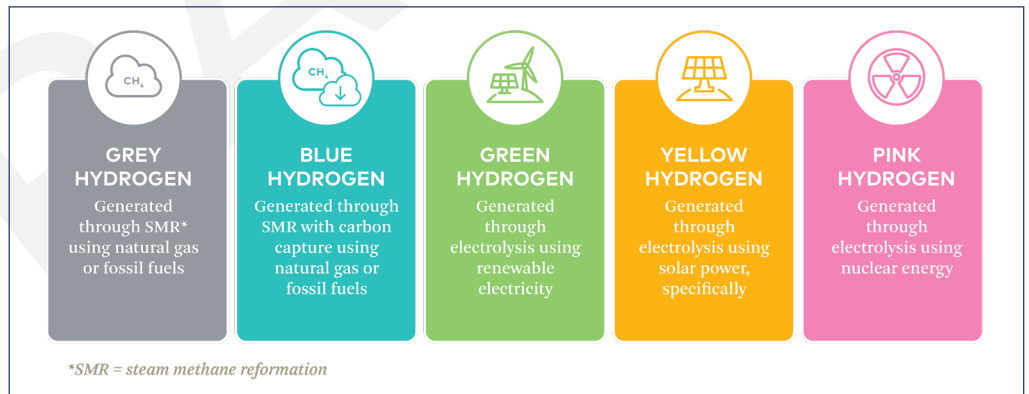 CH₄
GREY
HYDROGEN
Generated
through SMR*
using natural gas
or fossil fuels
CH₄
BLUE
HYDROGEN
Generated through
SMR with carbon
capture using
natural gas or
fossil fuels
GREEN
HYDROGEN
Generated
through
electrolysis using
renewable
electricity
YELLOW
HYDROGEN
Generated
through
electrolysis using
solar power,
specifically
PINK
HYDROGEN
Generated
through
electrolysis using
nuclear energy
*SMR = steam methane reformation